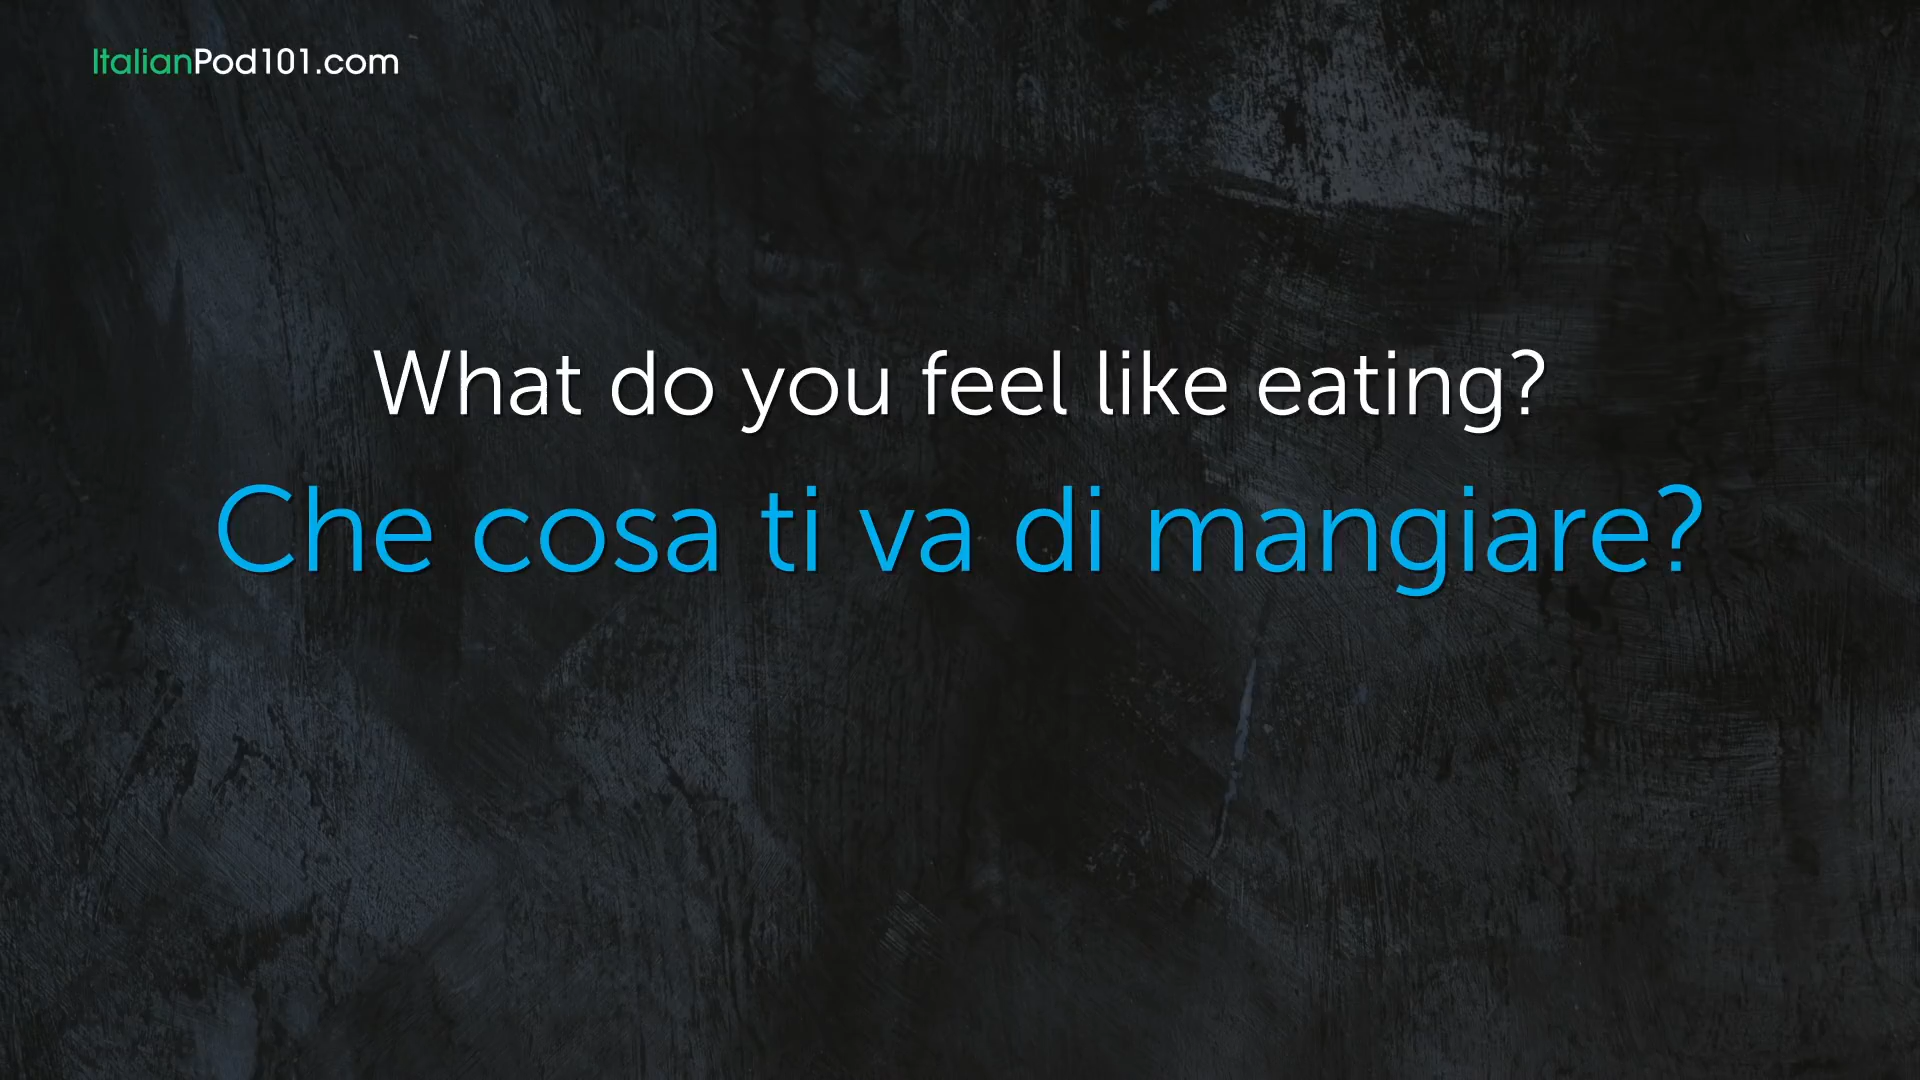 ItalianPod101.com
What do you feel like eating?
Che cosa ti va di mangiare?